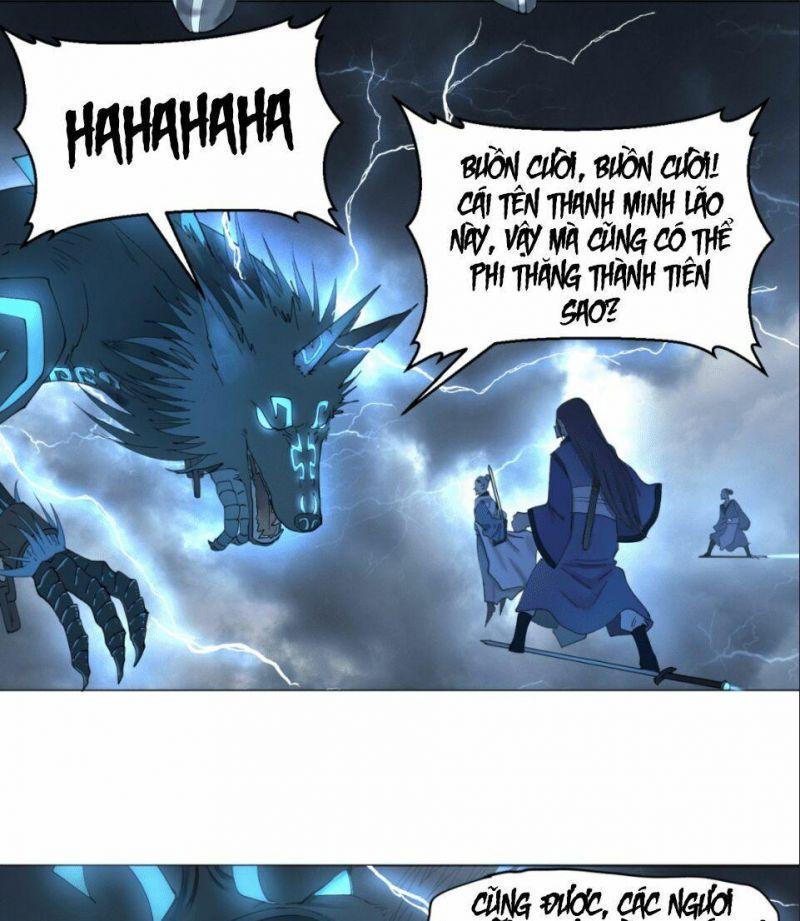 HAHAHAHA
BUỒN CƯỜI, BUỒN CƯỜI!
CÁI TÊN THANH MINH LÃO
NÀY, VẬY MÀ CŨNG CÓ THỂ
PHI THĂNG THÀNH TIÊN
SAO?
CŨNG ĐƯỢC, CÁC NGƯƠI